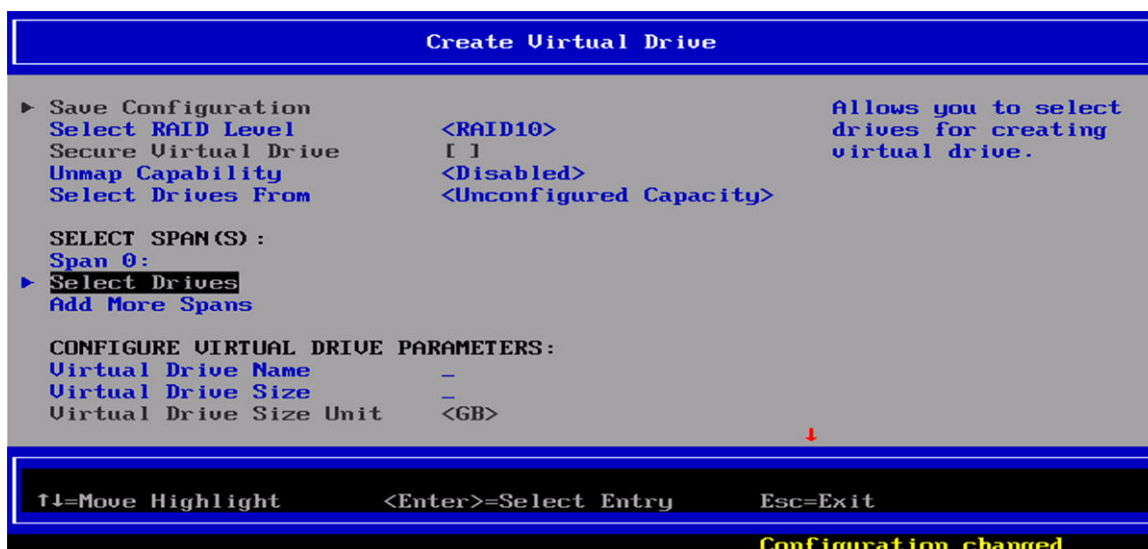 Create Virtual Drive
▶ Save Configuration
Select RAID Level <RAID10>
Secure Virtual Drive [ ]
Unmap Capability <Disabled>
Select Drives From <Unconfigured Capacity>
Allows you to select
drives for creating
virtual drive.
SELECT SPAN(S):
Span 0:
▶ Select Drives
Add More Spans
CONFIGURE VIRTUAL DRIVE PARAMETERS:
Virtual Drive Name _
Virtual Drive Size _
Virtual Drive Size Unit <GB>
↓
↑↓=Move Highlight <Enter>=Select Entry Esc=Exit
Configuration changed